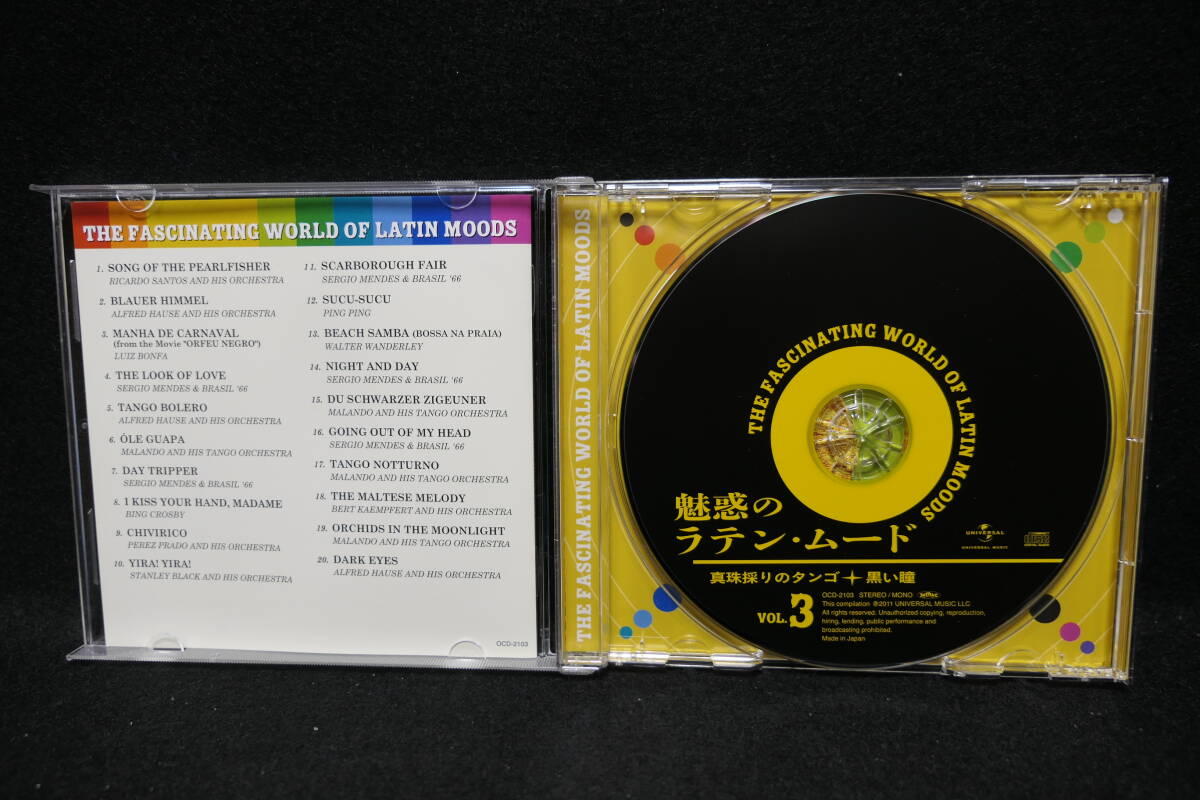 THE FASCINATING WORLD OF LATIN MOODS
1. SONG OF THE PEARLFISHER
RICARDO SANTOS AND HIS ORCHESTRA
2. BLAUER HIMMEL
ALFRED HAUSE AND HIS ORCHESTRA
3. MANHA DE CARNAVAL
(from the Movie "ORFEU NEGRO")
LUIZ BONFA
4. THE LOOK OF LOVE
SERGIO MENDES & BRASIL '66
5. TANGO BOLERO
ALFRED HAUSE AND HIS ORCHESTRA
6. ÓLE GUAPA
MALANDO AND HIS TANGO ORCHESTRA
7. DAY TRIPPER
SERGIO MENDES & BRASIL '66
8. I KISS YOUR HAND, MADAME
BING CROSBY
9. CHIVIRICO
PEREZ PRADO AND HIS ORCHESTRA
10. YIRA! YIRA!
STANLEY BLACK AND HIS ORCHESTRA
11. SCARBOROUGH FAIR
SERGIO MENDES & BRASIL '66
12. SUCU-SUCU
PING PING
13. BEACH SAMBA (BOSSA NA PRAIA)
WALTER WANDERLEY
14. NIGHT AND DAY
SERGIO MENDES & BRASIL '66
15. DU SCHWARZER ZIGEUNER
MALANDO AND HIS TANGO ORCHESTRA
16. GOING OUT OF MY HEAD
SERGIO MENDES & BRASIL '66
17. TANGO NOTTURNO
MALANDO AND HIS TANGO ORCHESTRA
18. THE MALTESE MELODY
BERT KAEMPFERT AND HIS ORCHESTRA
19. ORCHIDS IN THE MOONLIGHT
MALANDO AND HIS TANGO ORCHESTRA
20. DARK EYES
ALFRED HAUSE AND HIS ORCHESTRA
OCD-2103
THE FASCINATING WORLD OF LATIN MOODS
THE FASCINATING WORLD OF LATIN MOODS
魅惑の
ラテン・ムード
UNIVERSAL
UNIVERSAL MUSIC
真珠採りのタンゴ
黒い瞳
VOL.3
OCD-2103 STEREO / MONO
This compilation ℗2011 UNIVERSAL MUSIC LLC
All rights reserved. Unauthorized copying, reproduction,
hiring, lending, public performance and
broadcasting prohibited.
Made in Japan